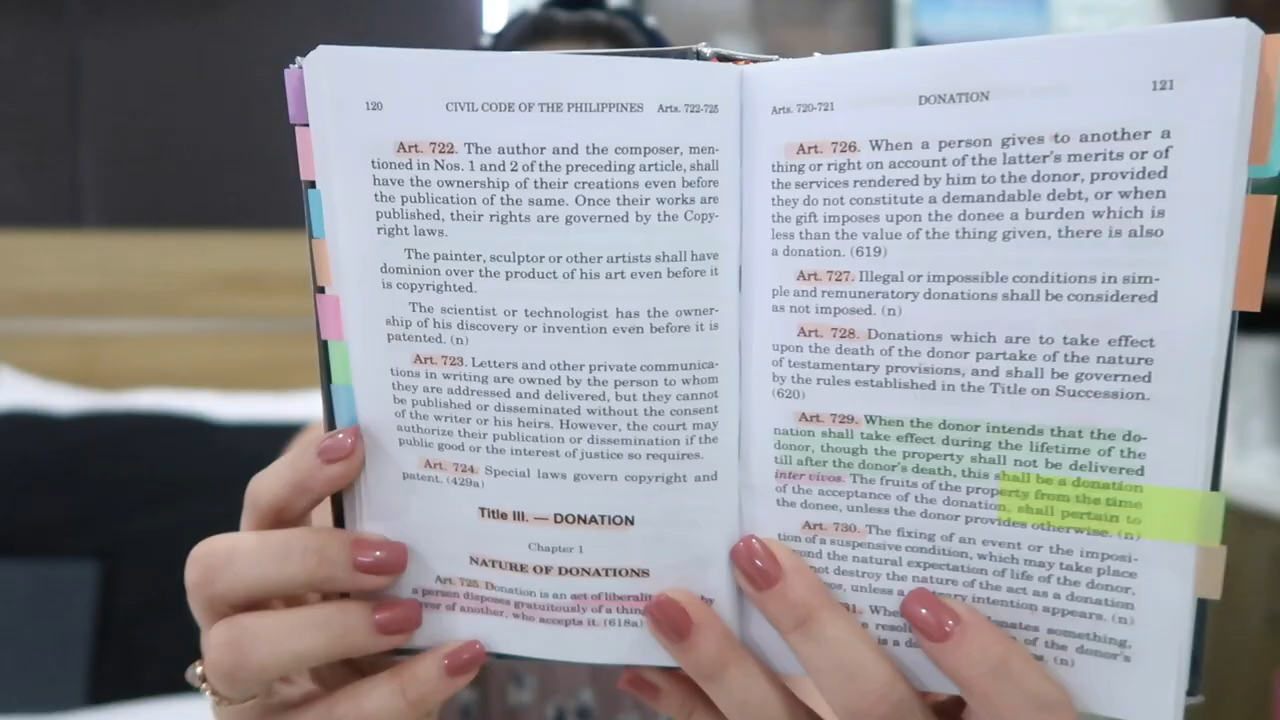 120 CIVIL CODE OF THE PHILIPPINES Arts. 722-725
Art. 722. The author and the composer, men-
tioned in Nos. 1 and 2 of the preceding article, shall
have the ownership of their creations even before
the publication of the same. Once their works are
published, their rights are governed by the Copy-
right laws.
The painter, sculptor or other artists shall have
dominion over the product of his art even before it
is copyrighted.
The scientist or technologist has the owner-
ship of his discovery or invention even before it is
patented. (n)
Art. 723. Letters and other private communica-
tions in writing are owned by the person to whom
they are addressed and delivered, but they cannot
be published or disseminated without the consent
of the writer or his heirs. However, the court may
authorize their publication or dissemination if the
public good or the interest of justice so requires.
Art. 724. Special laws govern copyright and
patent. (429a)
Title III. — DONATION
Chapter 1
NATURE OF DONATIONS
Art. 725. Donation is an act of liberality by
a person disposes gratuitously of a thin
vor of another, who accepts it. (618a)
Arts. 720-721 DONATION 121
Art. 726. When a person gives to another a
thing or right on account of the latter's merits or of
the services rendered by him to the donor, provided
they do not constitute a demandable debt, or when
the gift imposes upon the donee a burden which is
less than the value of the thing given, there is also
a donation. (619)
Art. 727. Illegal or impossible conditions in sim-
ple and remuneratory donations shall be considered
as not imposed. (n)
Art. 728. Donations which are to take effect
upon the death of the donor partake of the nature
of testamentary provisions, and shall be governed
by the rules established in the Title on Succession.
(620)
Art. 729. When the donor intends that the do-
nation shall take effect during the lifetime of the
donor, though the property shall not be delivered
till after the donor's death, this shall be a donation
inter vivos. The fruits of the property from the time
of the acceptance of the donation, shall pertain to
the donee, unless the donor provides otherwise. (n)
Art. 730. The fixing of an event or the imposi-
tion of a suspensive condition, which may take place
ond the natural expectation of life of the donor,
not destroy the nature of the act as a donation
os, unless a rary intention appears. (n)
31. Whe nates something,
e resol of the donor's
is a do s. (n)